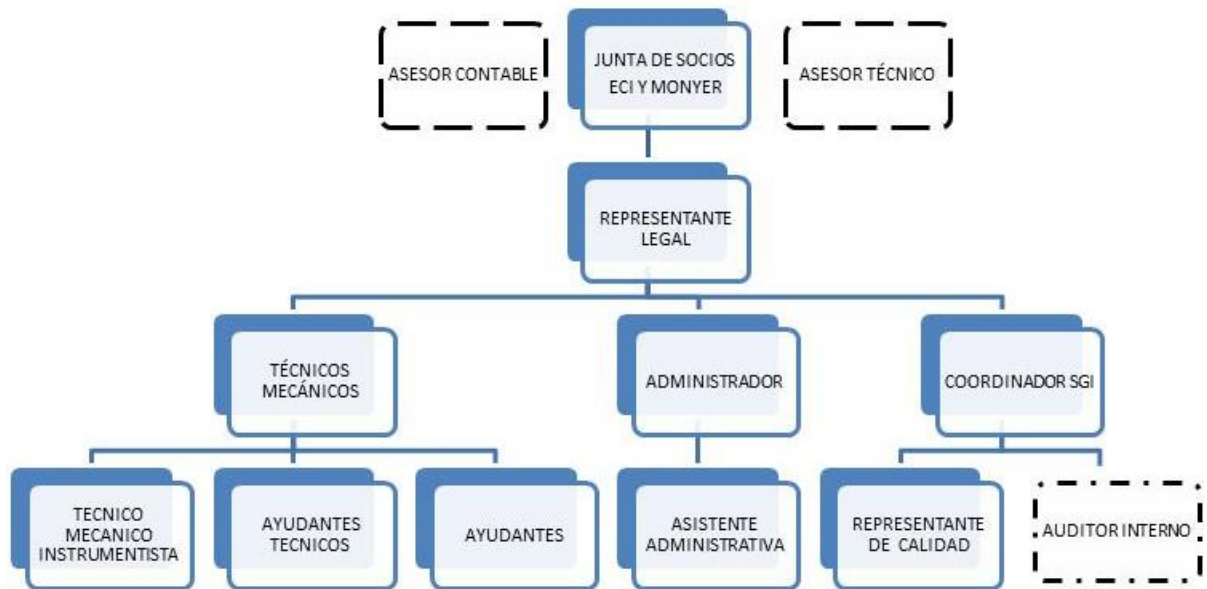 ASESOR CONTABLE
JUNTA DE SOCIOS
ECI Y MONYER
ASESOR TÉCNICO
REPRESENTANTE
LEGAL
TÉCNICOS
MECÁNICOS
ADMINISTRADOR
COORDINADOR SGI
TECNICO
MECANICO
INSTRUMENTISTA
AYUDANTES
TECNICOS
AYUDANTES
ASISTENTE
ADMINISTRATIVA
REPRESENTANTE
DE CALIDAD
AUDITOR INTERNO